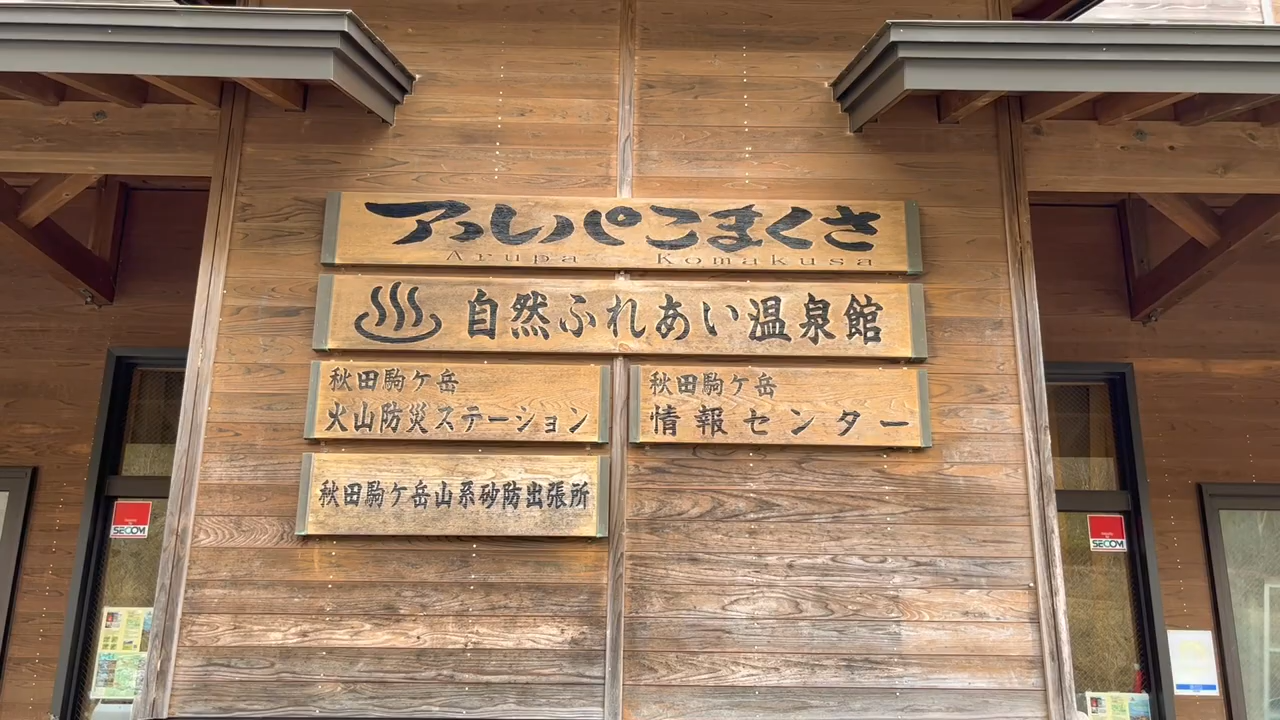 アルパこまくさ
Arupa Komakusa
自然ふれあい温泉館
秋田駒ケ岳
火山防災ステーション
秋田駒ケ岳
情報センター
秋田駒ケ岳山系砂防出張所
SECOM
SECOM